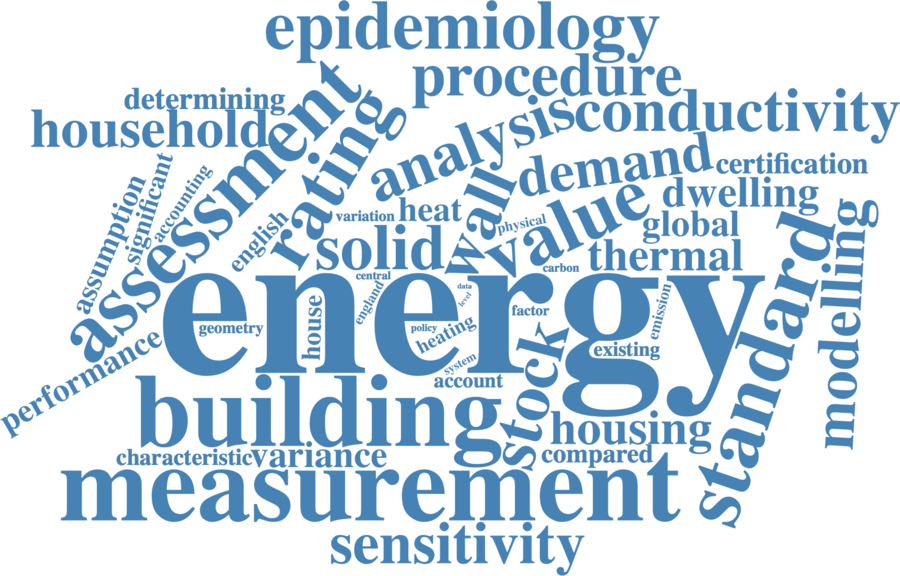 epidemiology
procedure
determining
household
assessment
rating
analysis
conductivity
demand
certification
dwelling
wall
value
assumption
significant
accounting
english
variation
heat
physical
global
solid
thermal
standard
modelling
energy
central
carbon
data
level
england
house
geometry
policy
heating
system
factor
emission
existing
account
stock
performance
building
housing
characteristic
variance
compared
measurement
sensitivity